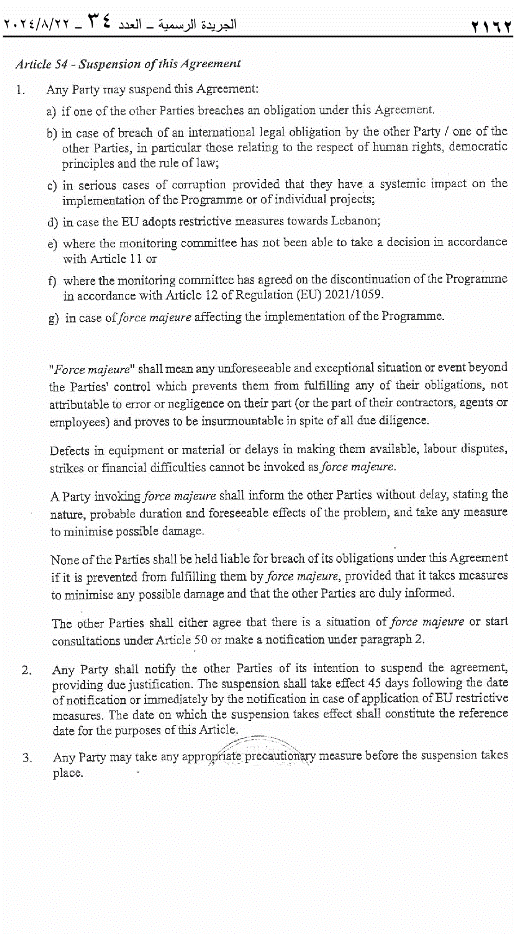 ٢١٦٢
الجريدة الرسمية ــ العدد ٣٤ ــ ٢٠٢٤/٨/٢٢
Article 54 - Suspension of this Agreement
1. Any Party may suspend this Agreement:
a) if one of the other Parties breaches an obligation under this Agreement.
b) in case of breach of an international legal obligation by the other Party / one of the
other Parties, in particular those relating to the respect of human rights, democratic
principles and the rule of law;
c) in serious cases of corruption provided that they have a systemic impact on the
implementation of the Programme or of individual projects;
d) in case the EU adopts restrictive measures towards Lebanon;
e) where the monitoring committee has not been able to take a decision in accordance
with Article 11 or
f) where the monitoring committee has agreed on the discontinuation of the Programme
in accordance with Article 12 of Regulation (EU) 2021/1059.
g) in case of force majeure affecting the implementation of the Programme.
"Force majeure" shall mean any unforeseeable and exceptional situation or event beyond
the Parties' control which prevents them from fulfilling any of their obligations, not
attributable to error or negligence on their part (or the part of their contractors, agents or
employees) and proves to be insurmountable in spite of all due diligence.
Defects in equipment or material or delays in making them available, labour disputes,
strikes or financial difficulties cannot be invoked as force majeure.
A Party invoking force majeure shall inform the other Parties without delay, stating the
nature, probable duration and foreseeable effects of the problem, and take any measure
to minimise possible damage.
None of the Parties shall be held liable for breach of its obligations under this Agreement
if it is prevented from fulfilling them by force majeure, provided that it takes measures
to minimise any possible damage and that the other Parties are duly informed.
The other Parties shall either agree that there is a situation of force majeure or start
consultations under Article 50 or make a notification under paragraph 2.
2. Any Party shall notify the other Parties of its intention to suspend the agreement,
providing due justification. The suspension shall take effect 45 days following the date
of notification or immediately by the notification in case of application of EU restrictive
measures. The date on which the suspension takes effect shall constitute the reference
date for the purposes of this Article.
3. Any Party may take any appropriate precautionary measure before the suspension takes
place.